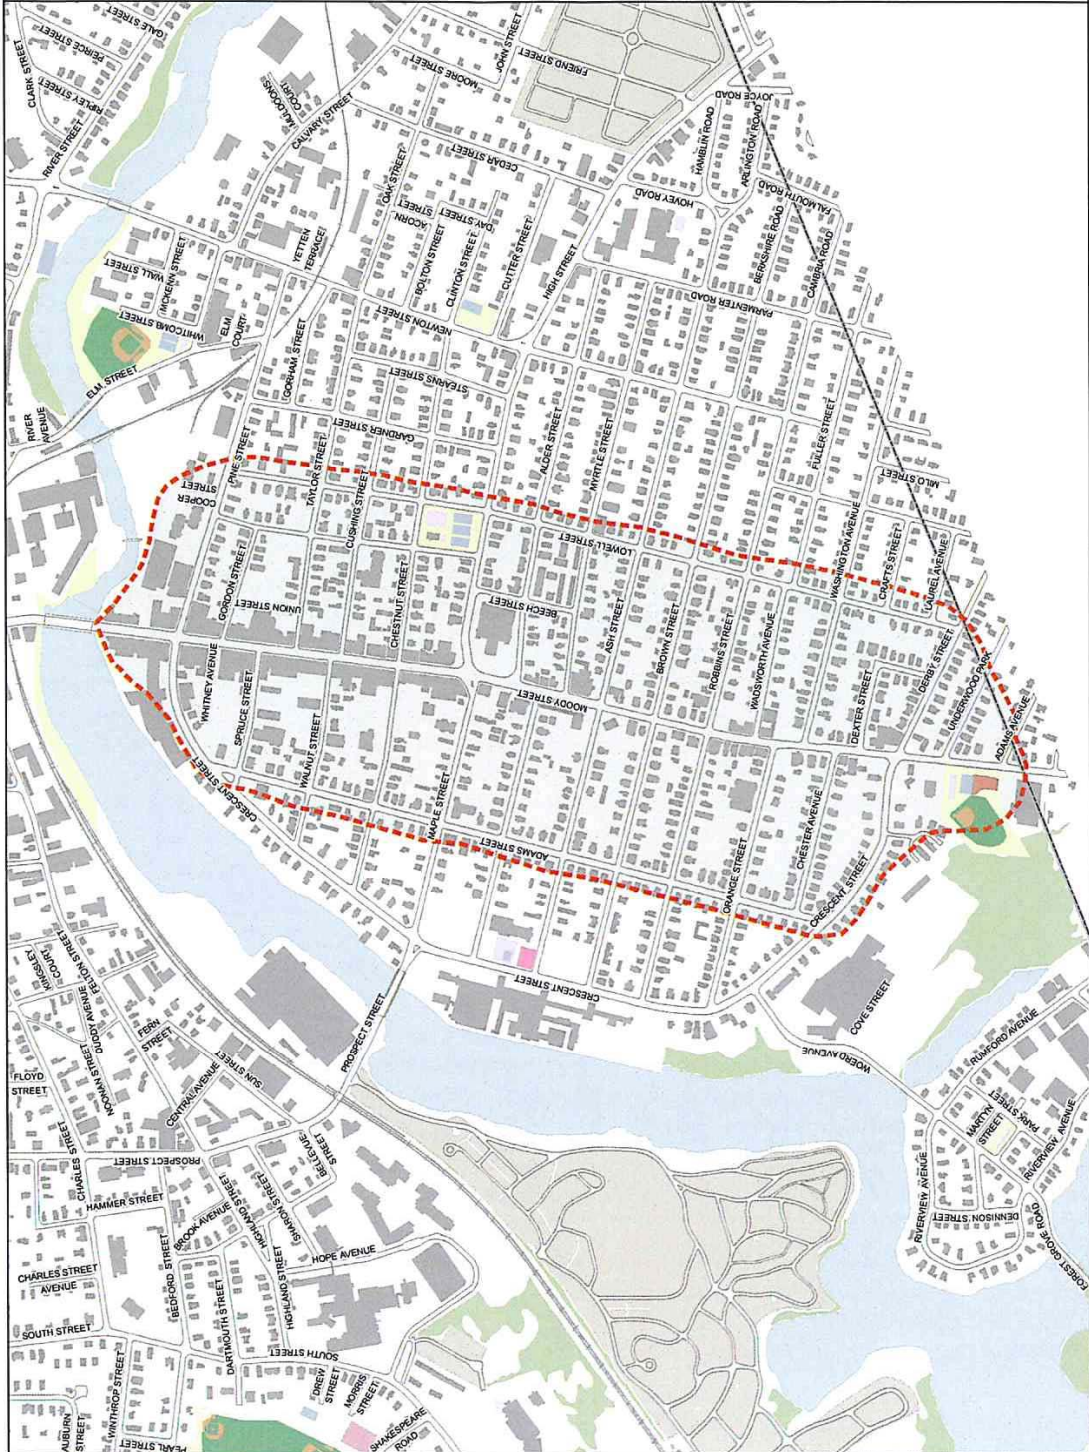 GALE STREET
PEIRCE STREET
CLARK STREET
RIPLEY STREET
RIVER STREET
MULDOONS
COURT
CALVARY STREET
JOHN STREET
MOORE STREET
FRIEND STREET
JOYCE ROAD
HAMBLIN ROAD
ARLINGTON ROAD
FALMOUTH ROAD
CEDAR STREET
HOVEY ROAD
OAK STREET
ACORN
STREET
DAY STREET
BOLTON STREET
CLINTON STREET
CUTTER STREET
HIGH STREET
BERKSHIRE ROAD
CAMBRIA ROAD
PARMENTER ROAD
YETTEN
TERRACE
WALL STREET
MCKENN STREET
WHITCOMB STREET
ELM
COURT
NEWTON STREET
ELM STREET
RIVER
AVENUE
GORHAM STREET
STEARNS STREET
GARDNER STREET
PINE STREET
TAYLOR STREET
CUSHING STREET
COOPER
STREET
ALDER STREET
MYRTLE STREET
FULLER STREET
MILO STREET
LOWELL STREET
WASHINGTON AVENUE
CRAFTS STREET
LAUREL AVENUE
GORDON STREET
UNION STREET
CHESTNUT STREET
BEECH STREET
ASH STREET
BROWN STREET
ROBBINS STREET
WADSWORTH AVENUE
DEXTER STREET
DERBY STREET
UNDERWOOD PARK
ADAMS AVENUE
WHITNEY AVENUE
SPRUCE STREET
WALNUT STREET
MOODY STREET
CRESCENT STREET
MAPLE STREET
ADAMS STREET
ORANGE STREET
CHESTER AVENUE
CRESCENT STREET
CRESCENT STREET
COVE STREET
PROSPECT STREET
WOERD AVENUE
RUMFORD AVENUE
KINGSLEY
COURT
FELTON STREET
CUDDY AVENUE
FERN
STREET
NOONAN STREET
SUN STREET
CENTRAL AVENUE
FLOYD
STREET
CHARLES STREET
PROSPECT STREET
HAMMER STREET
BELLEVUE
STREET
SHARON STREET
HIGHLAND STREET
BROOK AVENUE
CHARLES STREET
AVENUE
BEDFORD STREET
HOPE AVENUE
HIGHLAND STREET
DARTMOUTH STREET
SOUTH STREET
SOUTH STREET
WINTHROP STREET
AUBURN
STREET
PEARL STREET
DREW
STREET
MORRIS
STREET
SHAKESPEARE
ROAD
MARTYN
STREET
PARK STREET
RIVERVIEW AVENUE
RIVERVIEW AVENUE
DENNISON STREET
FOREST GROVE ROAD